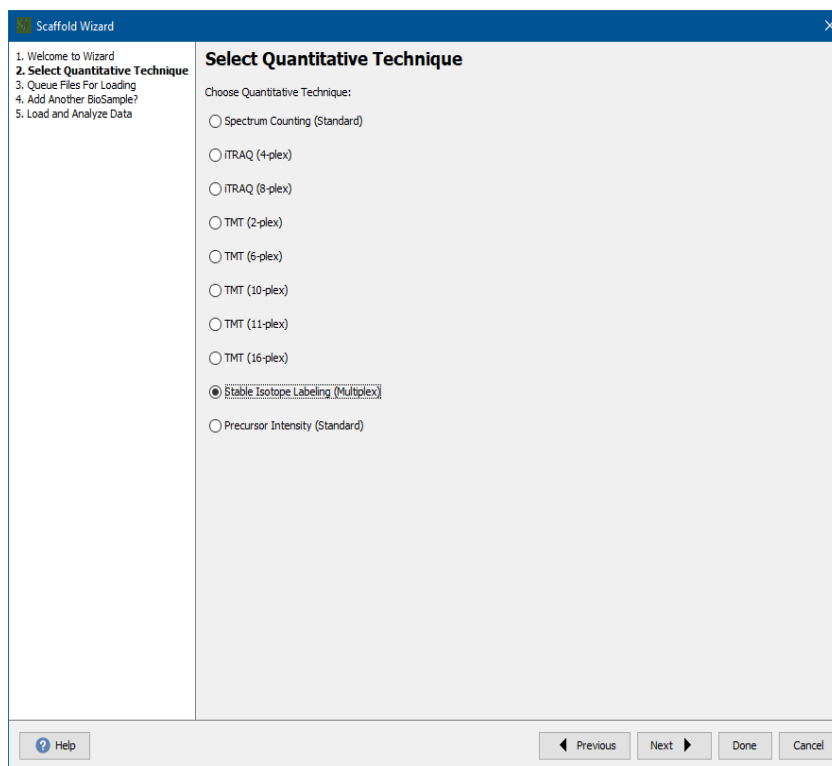 Scaffold Wizard
1. Welcome to Wizard
2. Select Quantitative Technique
3. Queue Files For Loading
4. Add Another BioSample?
5. Load and Analyze Data
Select Quantitative Technique
Choose Quantitative Technique:
Spectrum Counting (Standard)
iTRAQ (4-plex)
iTRAQ (8-plex)
TMT (2-plex)
TMT (6-plex)
TMT (10-plex)
TMT (11-plex)
TMT (16-plex)
Stable Isotope Labeling (Multiplex)
Precursor Intensity (Standard)
Help
Previous
Next
Done
Cancel